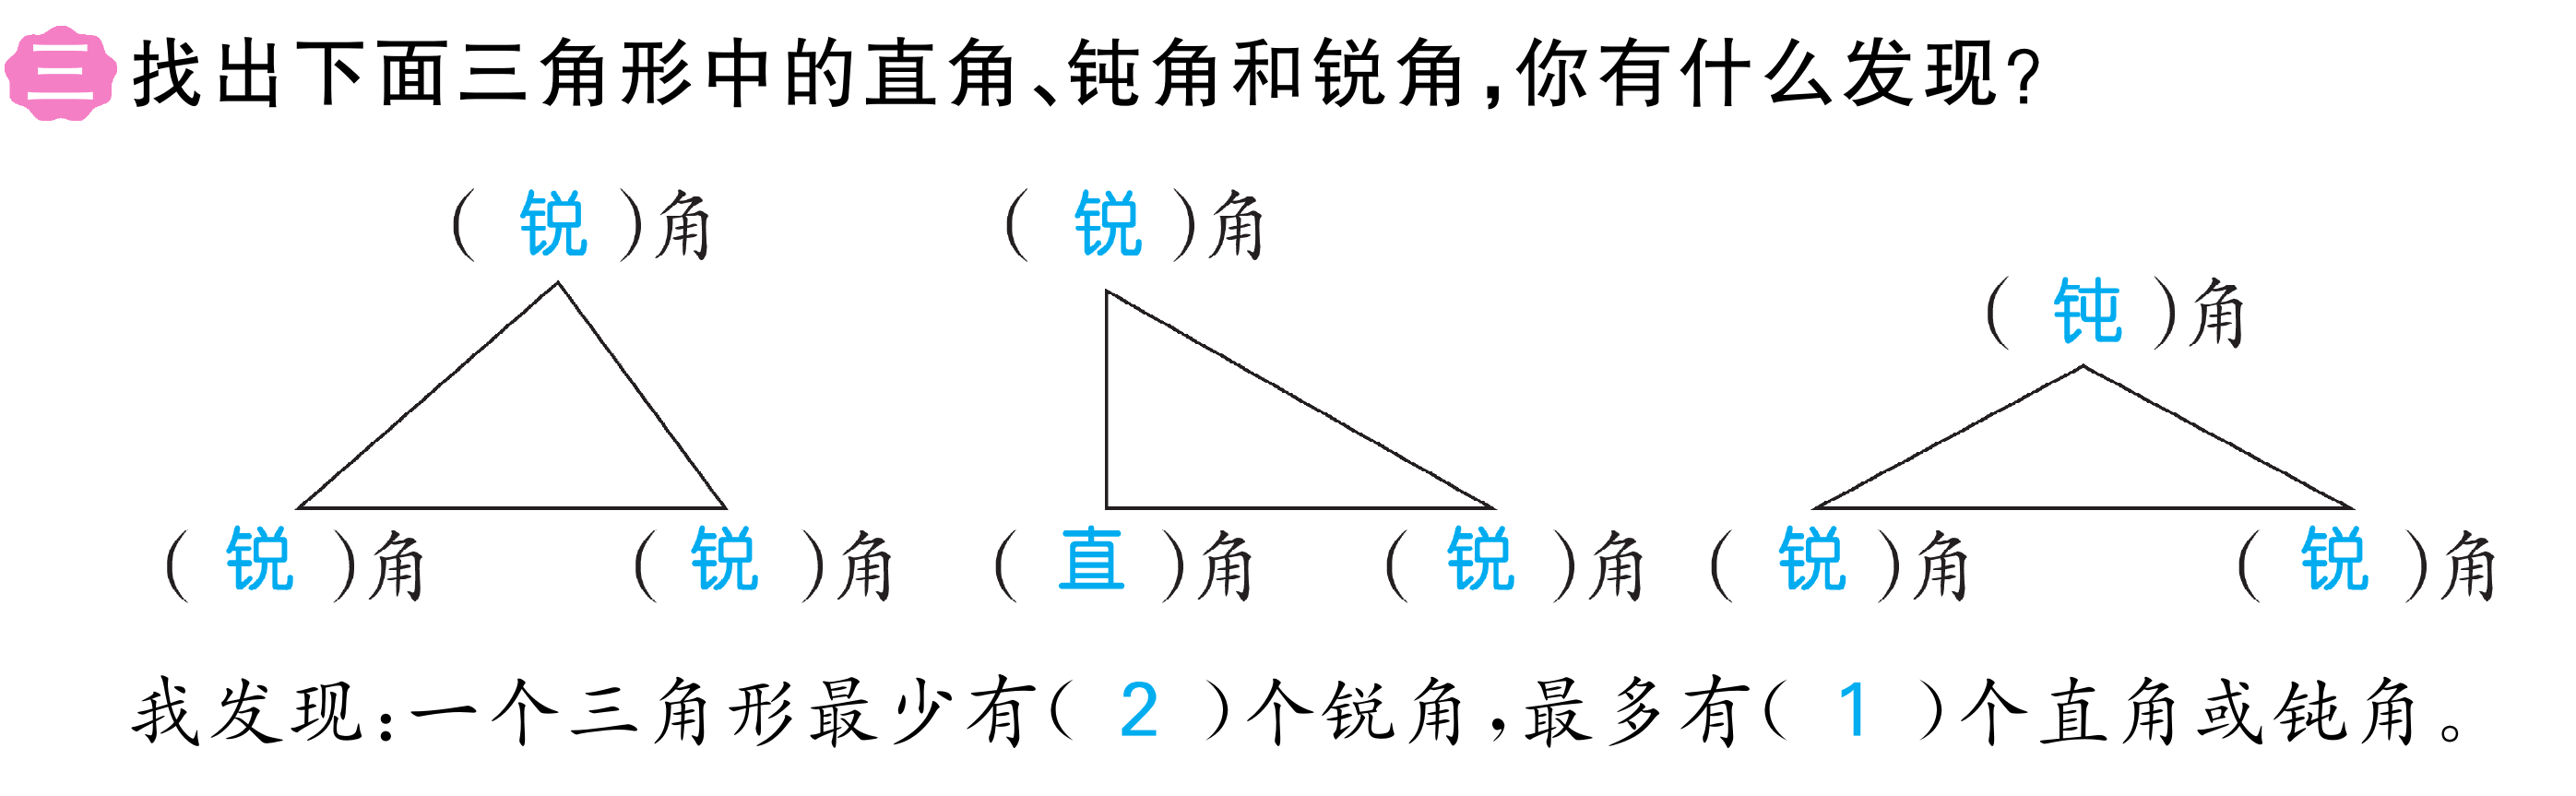 三 找出下面三角形中的直角、钝角和锐角,你有什么发现?
( 锐 )角 ( 锐 )角
( 钝 )角
( 锐 )角 ( 锐 )角 ( 直 )角 ( 锐 )角 ( 锐 )角 ( 锐 )角
我发现:一个三角形最少有( 2 )个锐角,最多有( 1 )个直角或钝角。